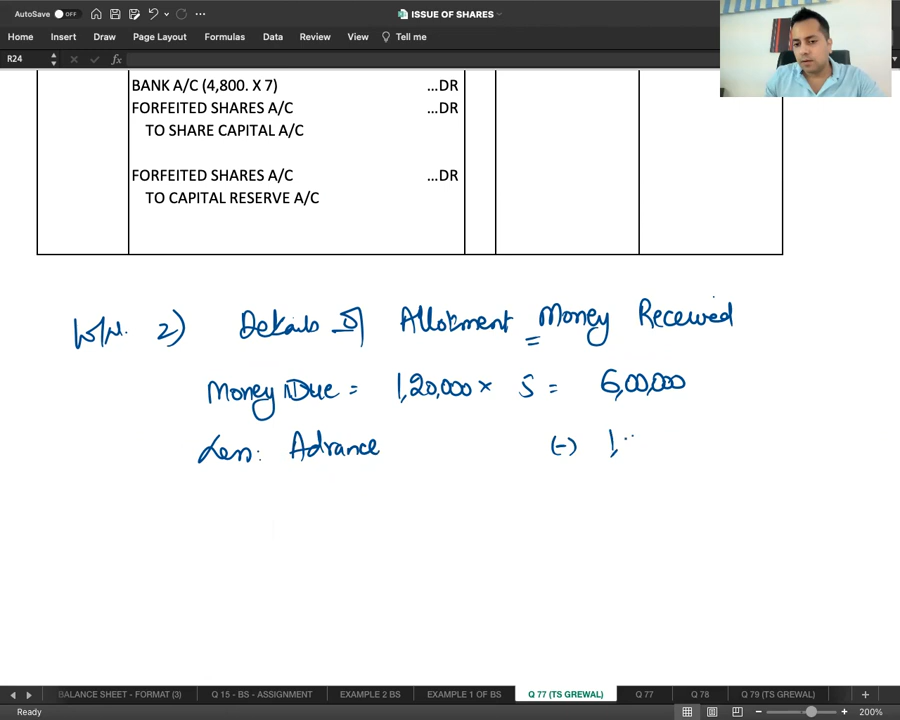 AutoSave OFF ISSUE OF SHARES
Home Insert Draw Page Layout Formulas Data Review View Tell me
R24 fx
BANK A/C (4,800. X 7) ...DR
FORFEITED SHARES A/C ...DR
TO SHARE CAPITAL A/C
FORFEITED SHARES A/C ...DR
TO CAPITAL RESERVE A/C
W.N. 2) Details of Allotment Money Received
Money Due = 1,20,000 × 5 = 6,00,000
Less: Advance (-) 1
BALANCE SHEET - FORMAT (3) Q 15 - BS - ASSIGNMENT EXAMPLE 2 BS EXAMPLE 1 OF BS Q 77 (TS GREWAL) Q 77 Q 78 Q 79 (TS GREWAL) +
Ready 200%